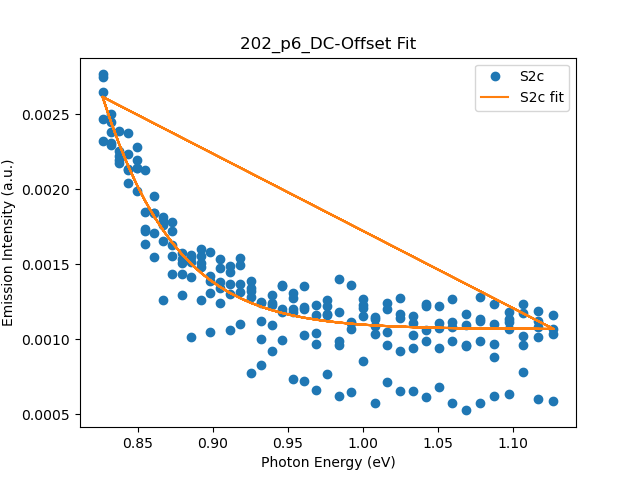 202_p6_DC-Offset Fit
S2c
S2c fit
Emission Intensity (a.u.)
0.0025
0.0020
0.0015
0.0010
0.0005
0.85 0.90 0.95 1.00 1.05 1.10
Photon Energy (eV)